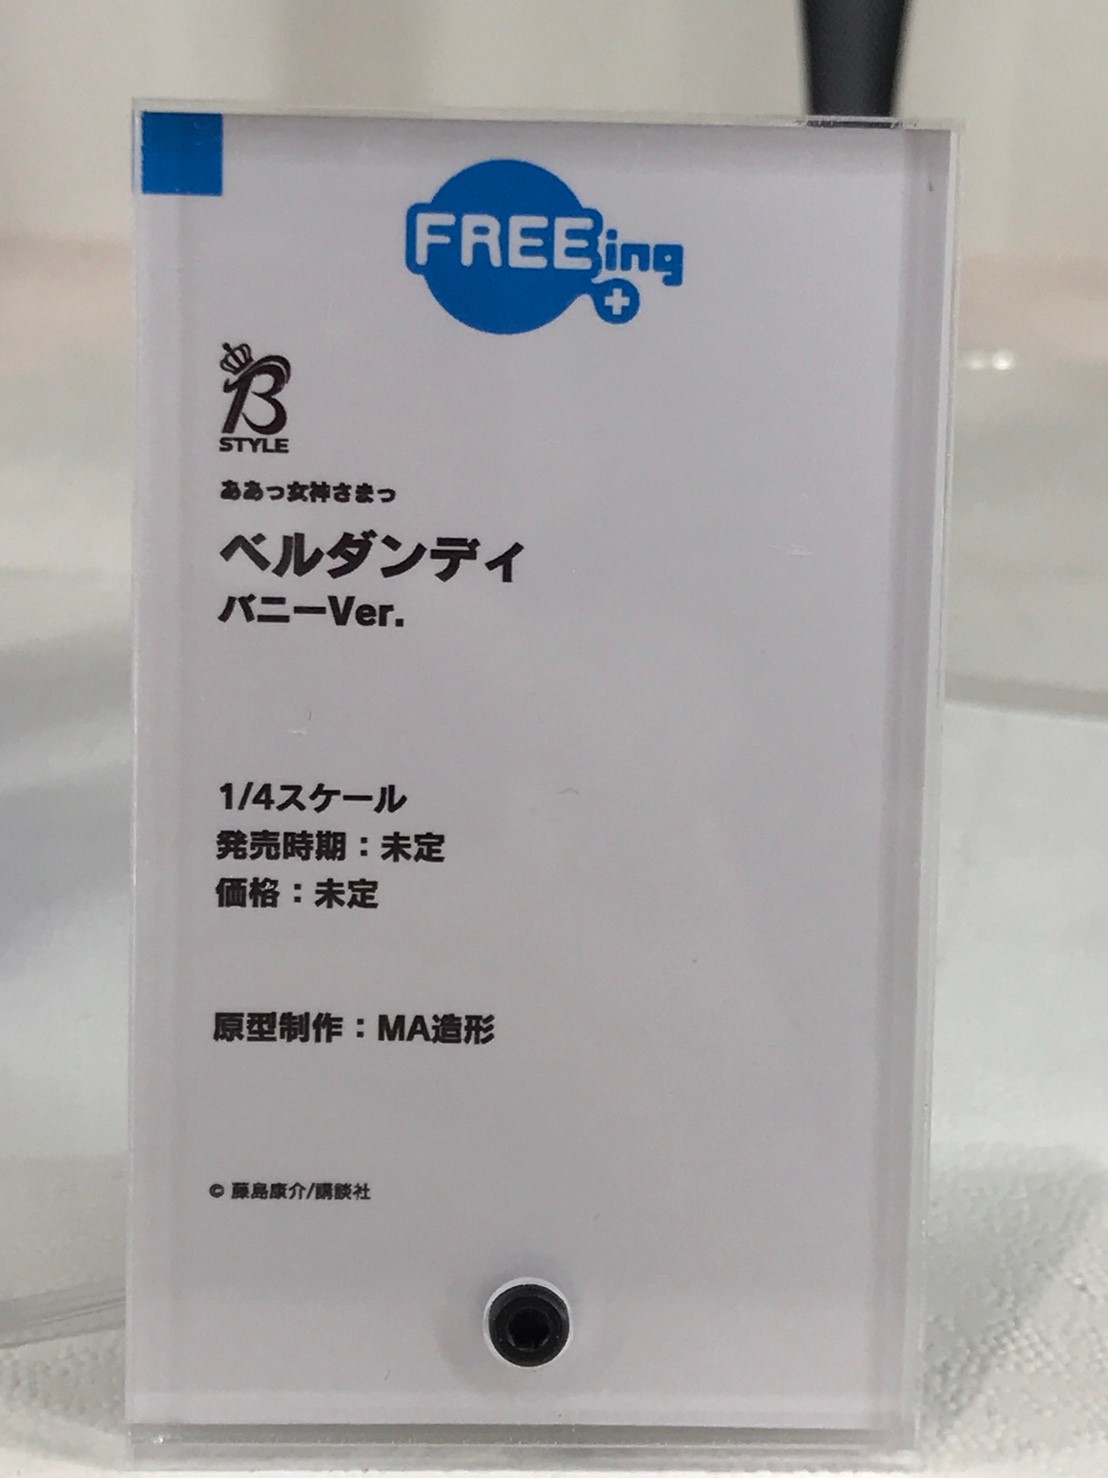 FREEing
B
STYLE
ああっ女神さまっ
ベルダンディ
バニーVer.
1/4スケール
発売時期：未定
価格：未定
原型制作：MA造形
© 藤島康介/講談社